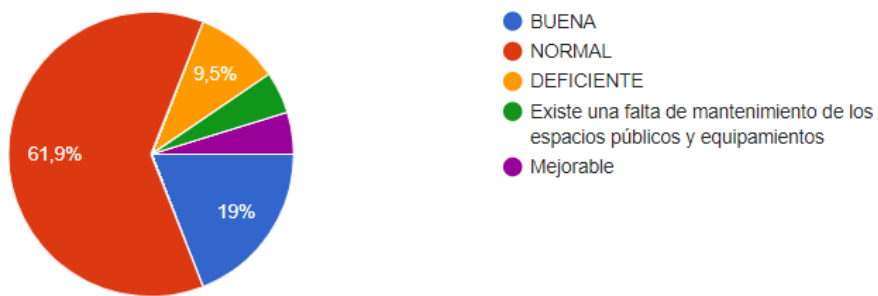 9,5%
61,9%
19%
BUENA
NORMAL
DEFICIENTE
Existe una falta de mantenimiento de los
espacios públicos y equipamientos
Mejorable